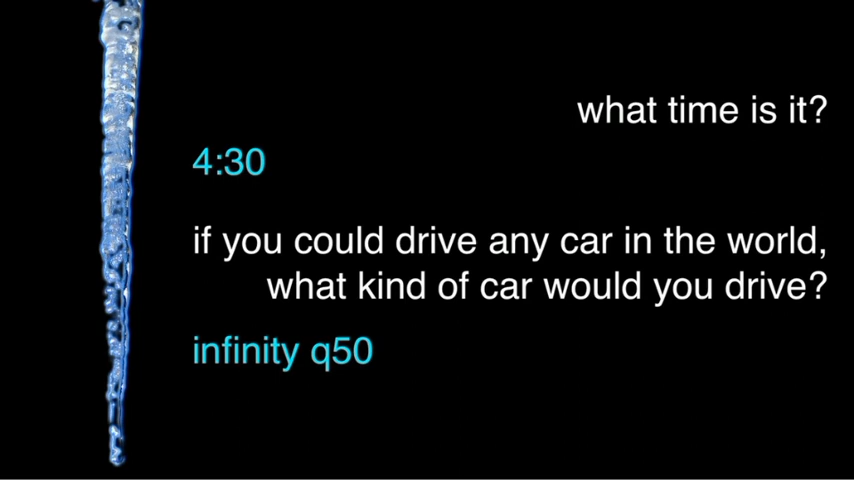 what time is it?
4:30
if you could drive any car in the world,
what kind of car would you drive?
infinity q50